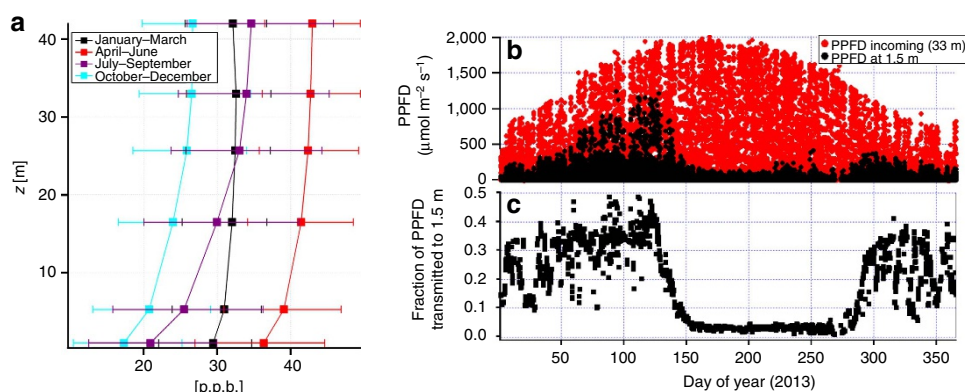 a
40
30
20
10
z [m]
January–March
April–June
July–September
October–December
20
30
40
[p.p.b.]
b
PPFD
(μmol m⁻² s⁻¹)
2,000
1,500
1,000
500
0
PPFD incoming (33 m)
PPFD at 1.5 m
c
Fraction of PPFD
transmitted to 1.5 m
0.5
0.4
0.3
0.2
0.1
0.0
50
100
150
200
250
300
350
Day of year (2013)